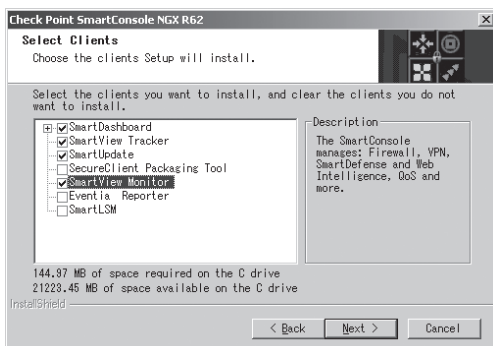 Check Point SmartConsole NGX R62
Select Clients
Choose the clients Setup will install.
Select the clients you want to install, and clear the clients you do not
want to install.
SmartDashboard
SmartView Tracker
SmartUpdate
SecureClient Packaging Tool
SmartView Monitor
Eventia Reporter
SmartLSM
Description
The SmartConsole
manages: Firewall, VPN,
SmartDefense and Web
Intelligence, QoS and
more.
144.97 MB of space required on the C drive
21223.45 MB of space available on the C drive
InstallShield
< Back
Next >
Cancel